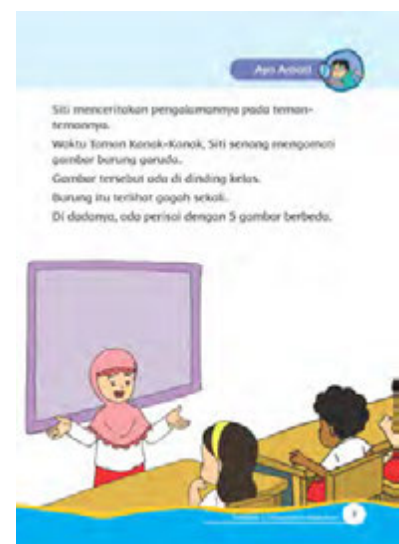 Ayo Amati
Siti menceritakan pengalamannya pada teman-
temannya.
Waktu Taman Kanak-Kanak, Siti senang mengamati
gambar burung garuda.
Gambar tersebut ada di dinding kelas.
Burung itu terlihat gagah sekali.
Di dadanya, ada perisai dengan 5 gambar berbeda.